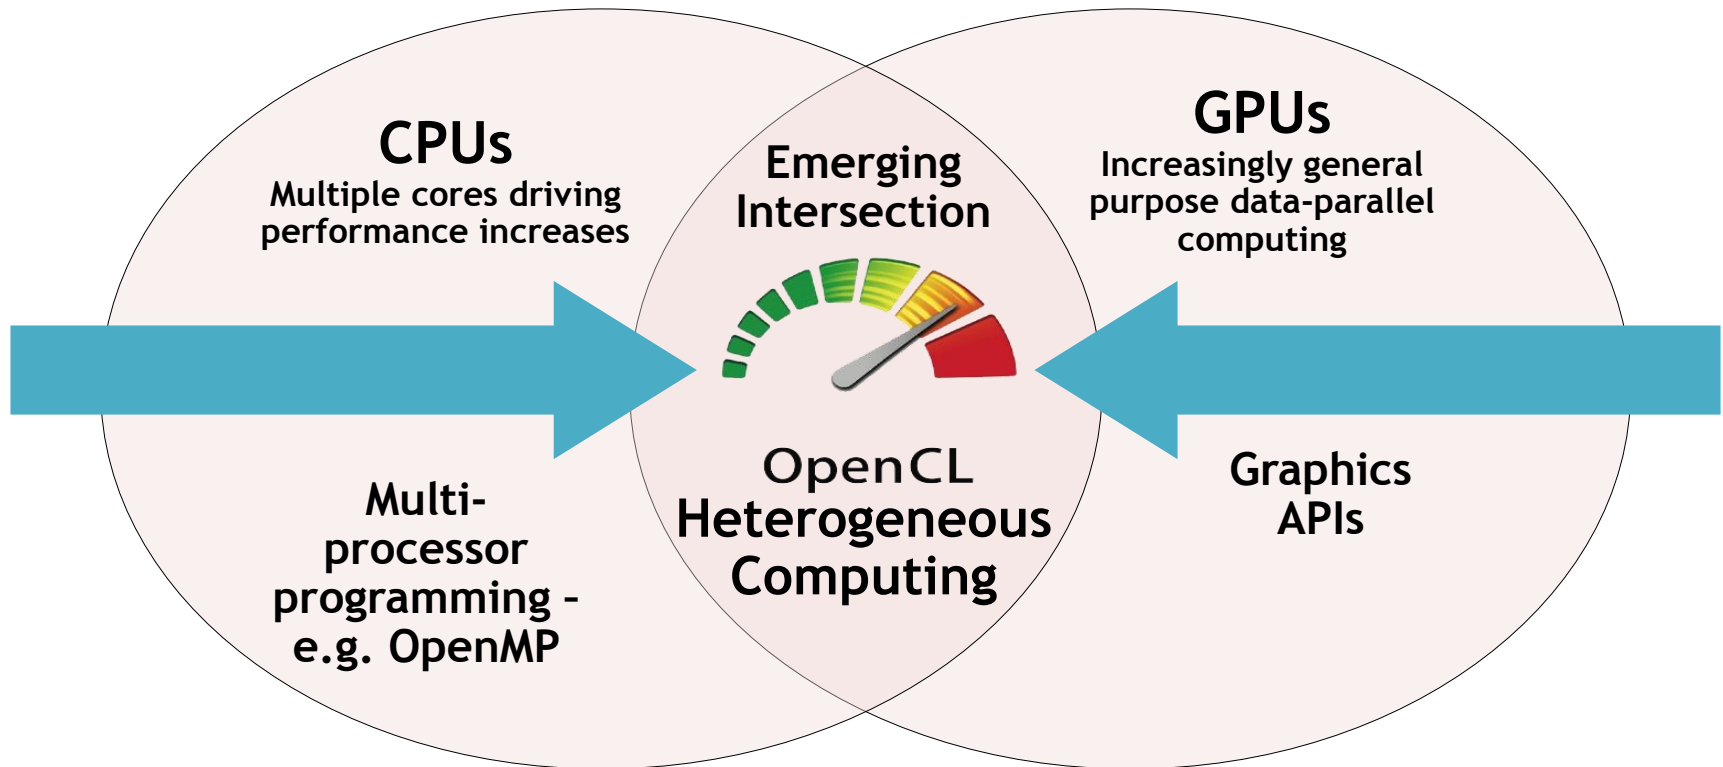 CPUs
Multiple cores driving
performance increases
Multi-
processor
programming –
e.g. OpenMP
Emerging
Intersection
OpenCL
Heterogeneous
Computing
GPUs
Increasingly general
purpose data-parallel
computing
Graphics
APIs